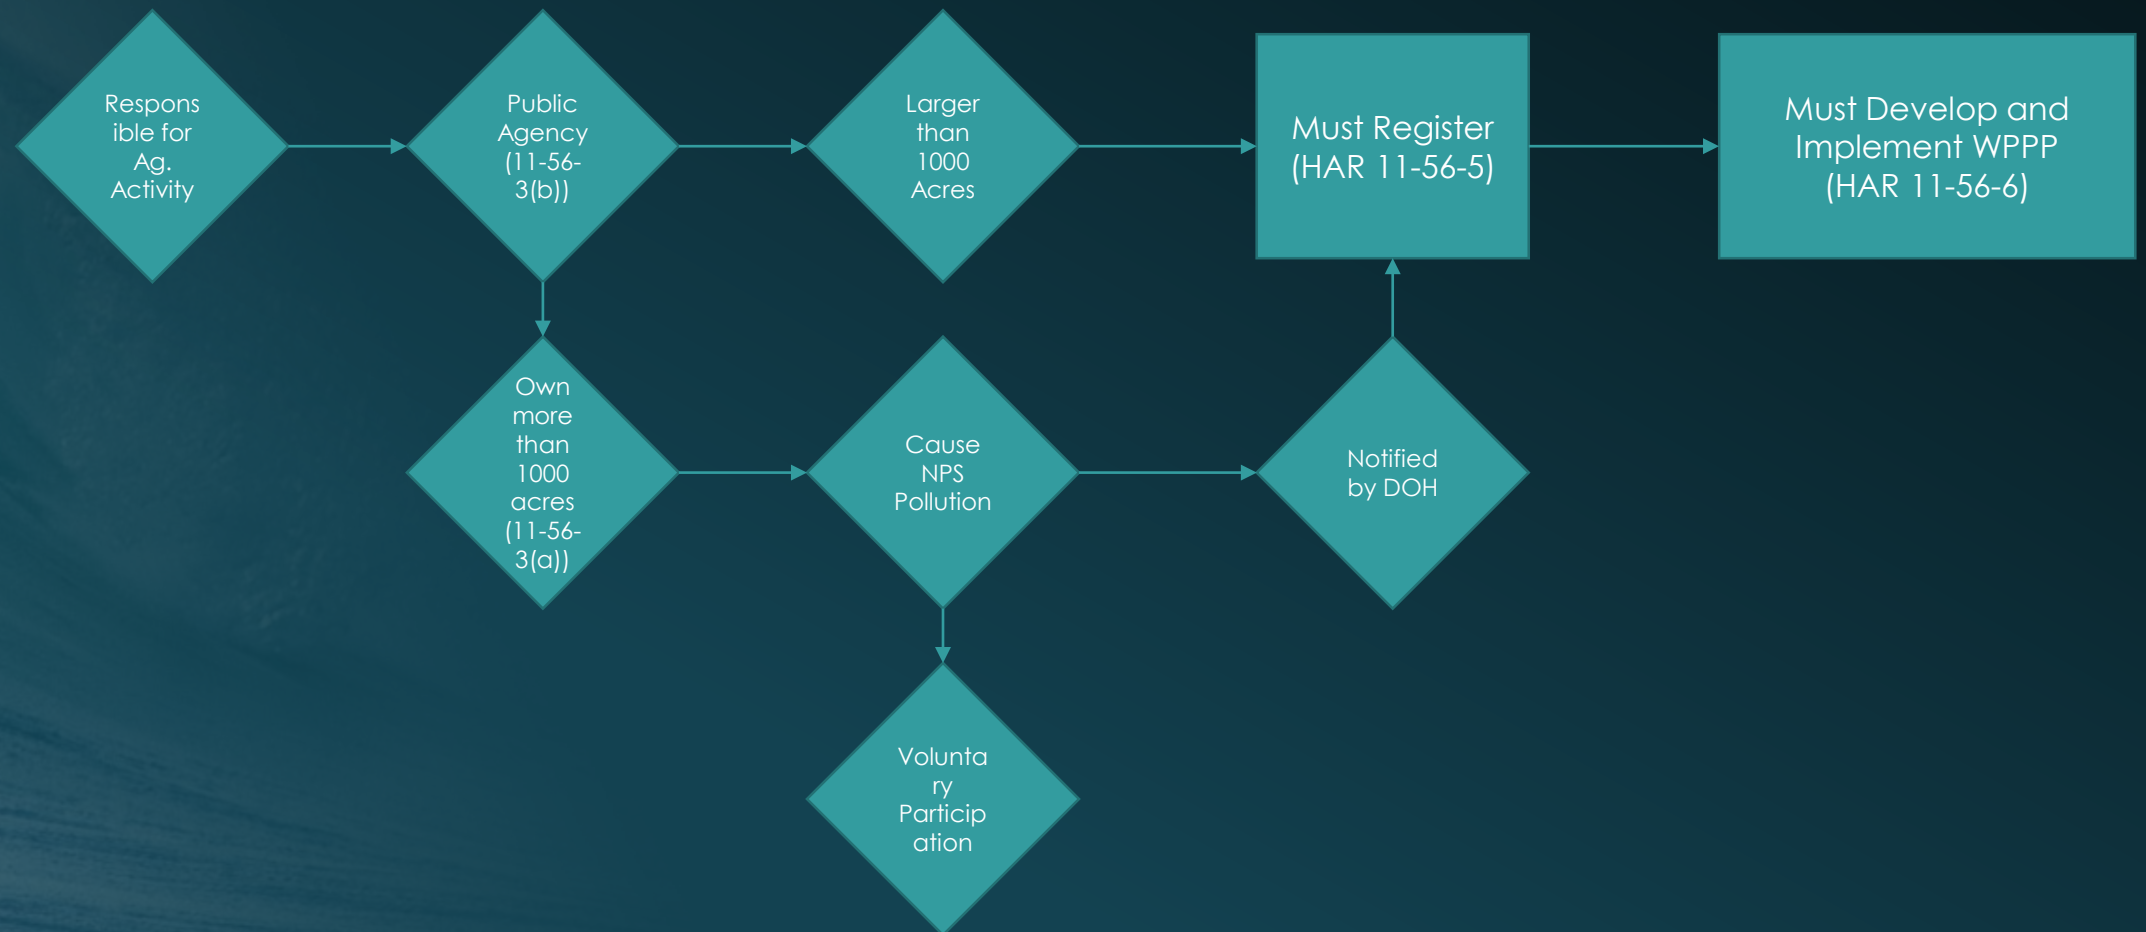 Respons
ible for
Ag.
Activity
Public
Agency
(11-56-
3(b))
Larger
than
1000
Acres
Must Register
(HAR 11-56-5)
Must Develop and
Implement WPPP
(HAR 11-56-6)
Own
more
than
1000
acres
(11-56-
3(a))
Cause
NPS
Pollution
Notified
by DOH
Volunta
ry
Particip
ation